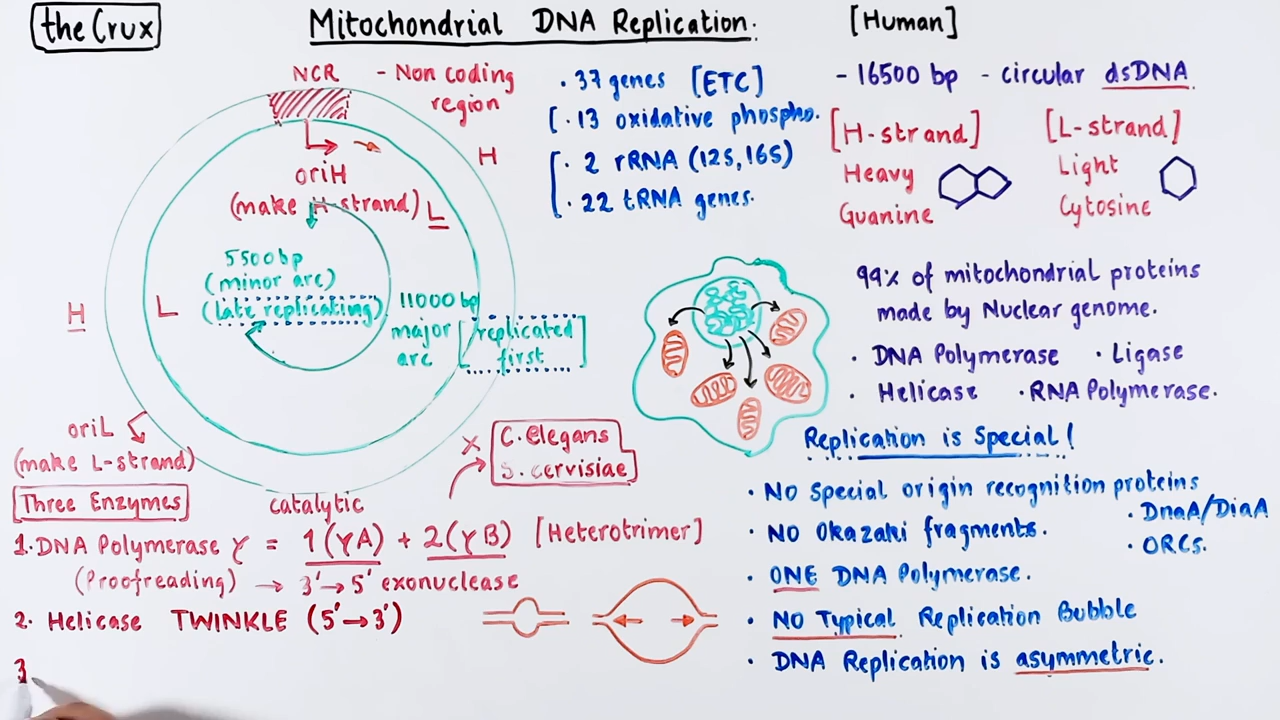 the Crux
Mitochondrial DNA Replication.
[Human]
NCR - Non coding
region
oriH
(make H-strand)
H
L
5500bp
(minor arc)
(late replicating)
11000 bp
major
arc
[replicated
first]
H
L
oriL
(make L-strand)
· 37 genes [ETC]
[· 13 oxidative phospho.
· 2 rRNA (12S, 16S)
· 22 tRNA genes.
- 16500 bp - circular dsDNA
[H-strand]
Heavy
Guanine
[L-strand]
Light
Cytosine
99% of mitochondrial proteins
made by Nuclear genome.
· DNA Polymerase · Ligase
· Helicase · RNA Polymerase.
Three Enzymes
catalytic
1. DNA Polymerase γ = 1(γA) + 2(γB) [Heterotrimer]
(Proofreading) → 3'→5' exonuclease
2. Helicase TWINKLE (5'→3')
3
X
C. elegans
S. cervisiae
Replication is Special!
· No special origin recognition proteins
· DnaA/DiaA
· ORCs.
· No Okazaki fragments.
· ONE DNA Polymerase.
· No Typical Replication Bubble
· DNA Replication is asymmetric.